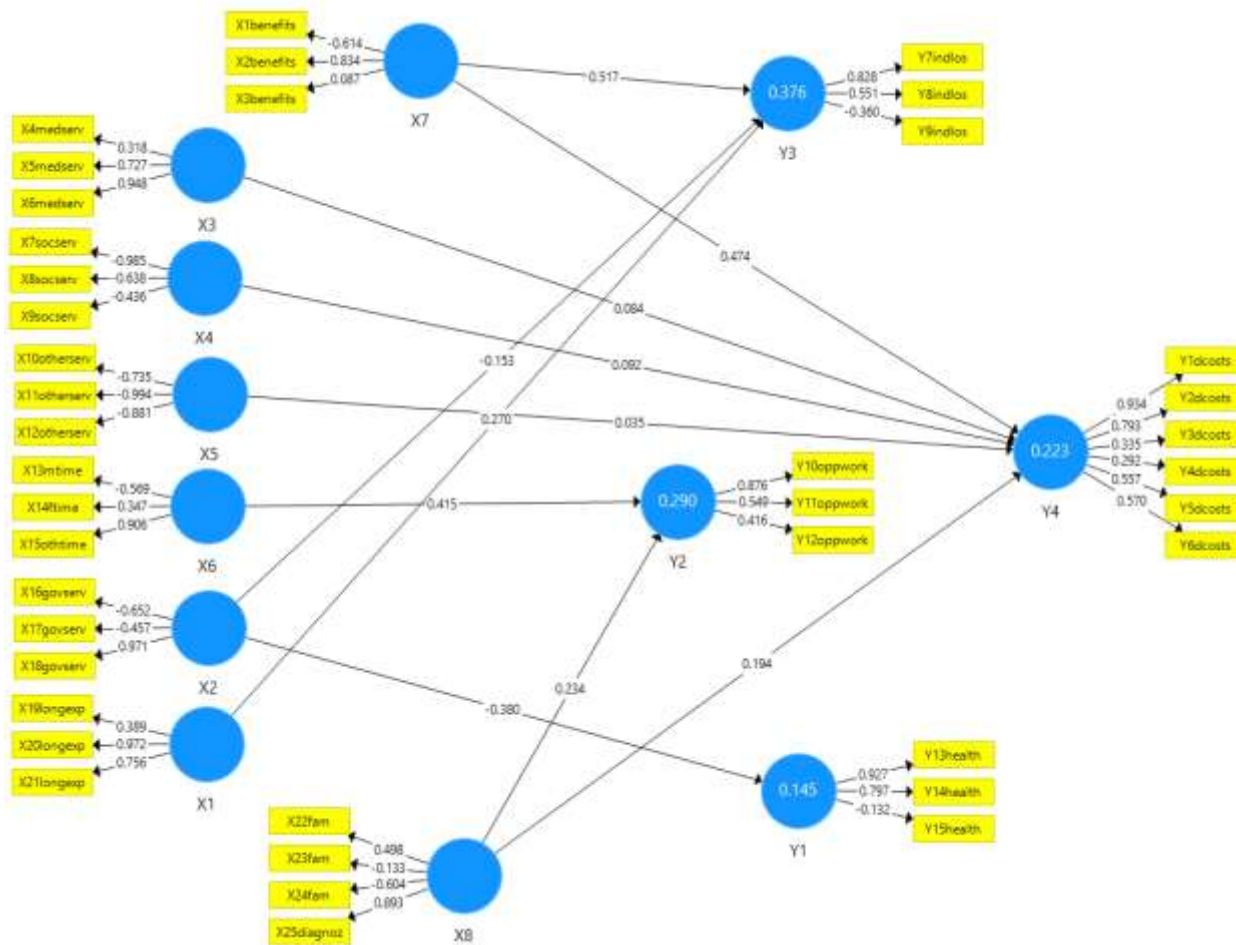 X1benefits
X2benefits
X3benefits
-0.614
0.834
0.087
X7
0.517
0.474
0.376
Y3
0.828
0.551
-0.360
Y7indlos
Y8indlos
Y9indlos
X4medserv
X5medserv
X6medserv
0.318
0.727
0.948
X3
0.084
X7socserv
X8socserv
X9socserv
-0.985
-0.638
-0.436
X4
0.092
X10otherserv
X11otherserv
X12otherserv
-0.735
-0.994
-0.881
X5
0.035
-0.153
0.270
0.223
Y4
0.934
0.793
0.335
0.292
0.557
0.570
Y1dcosts
Y2dcosts
Y3dcosts
Y4dcosts
Y5dcosts
Y6dcosts
X13mtime
X14ftime
X15othtime
-0.569
0.347
0.906
X6
0.415
0.290
Y2
0.876
0.549
0.416
Y10oppwork
Y11oppwork
Y12oppwork
X16govserv
X17govserv
X18govserv
-0.652
-0.457
0.971
X2
-0.380
0.234
0.194
X19longexp
X20longexp
X21longexp
0.389
0.972
0.756
X1
0.145
Y1
0.927
0.797
-0.132
Y13health
Y14health
Y15health
X22fam
X23fam
X24fam
X25diagnoz
0.498
-0.133
-0.604
0.893
X8